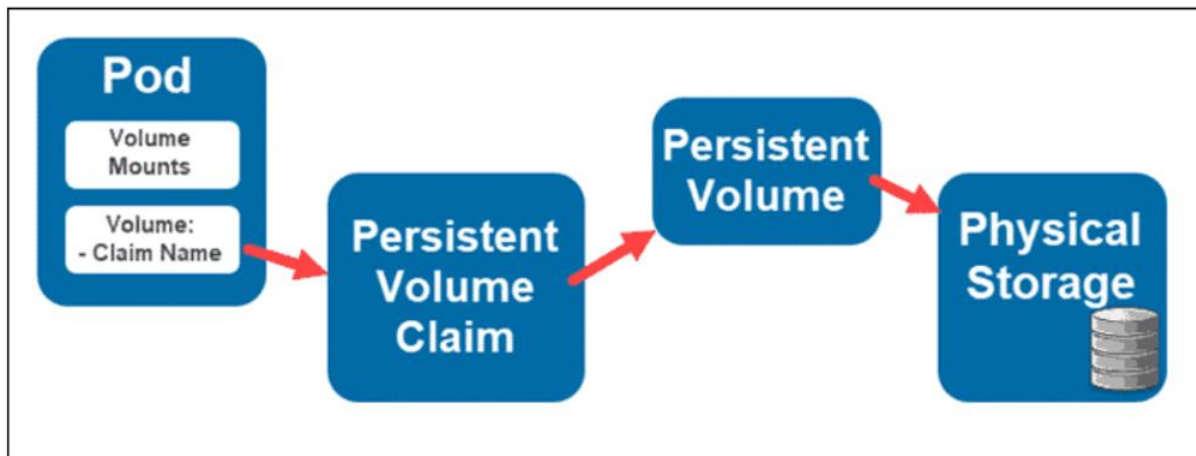 Pod
Volume
Mounts
Volume:
- Claim Name
Persistent
Volume
Claim
Persistent
Volume
Physical
Storage